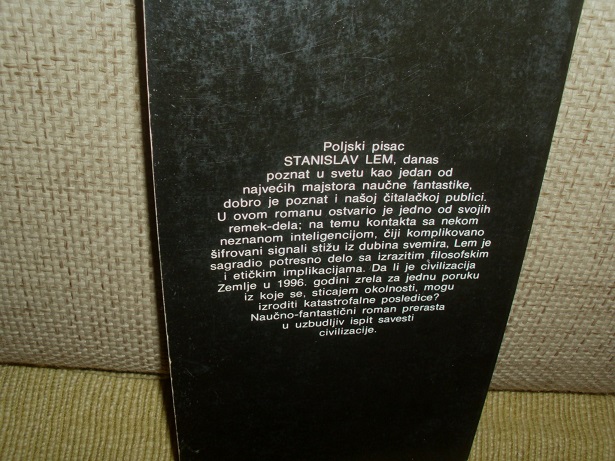 Poljski pisac
STANISLAV LEM, danas
poznat u svetu kao jedan od
najvećih majstora naučne fantastike,
dobro je poznat i našoj čitalačkoj publici.
U ovom romanu ostvario je jedno od svojih
remek-dela; na temu kontakta sa nekom
neznanom inteligencijom, čiji komplikovano
šifrovani signali stižu iz dubina svemira, Lem je
sagradio potresno delo sa izrazitim filosofskim
i etičkim implikacijama. Da li je civilizacija
Zemlje u 1996. godini zrela za jednu poruku
iz koje se, sticajem okolnosti, mogu
izroditi katastrofalne posledice?
Naučno-fantastični roman prerasta
u uzbudljiv ispit savesti
civilizacije.